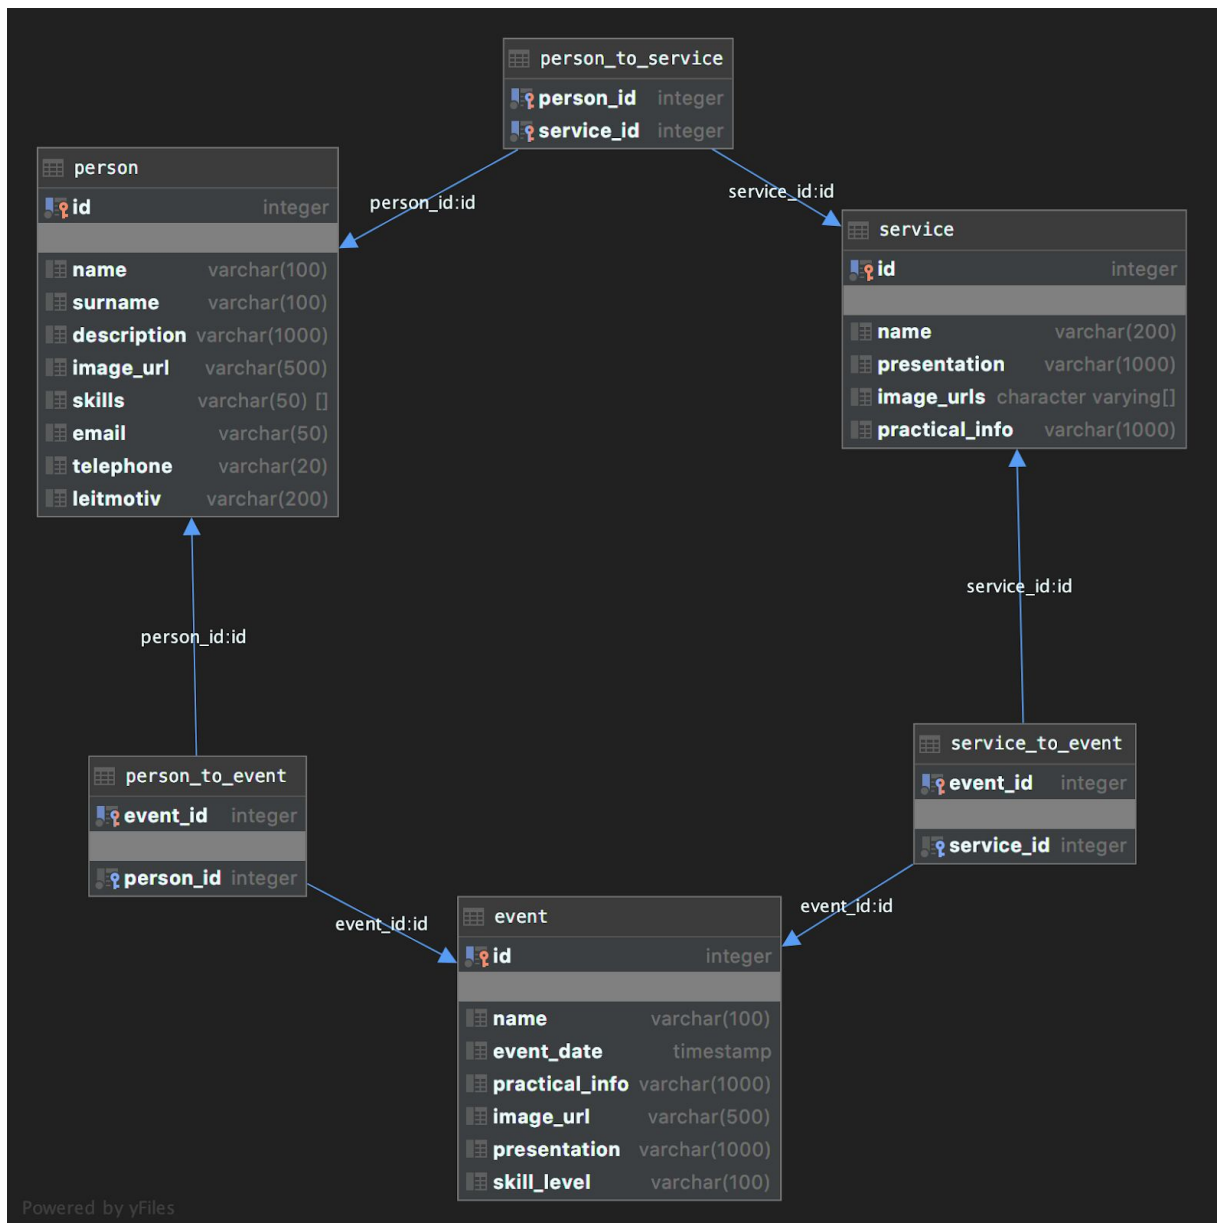 person_to_service
person_id integer
service_id integer
person
id integer
name varchar(100)
surname varchar(100)
description varchar(1000)
image_url varchar(500)
skills varchar(50) []
email varchar(50)
telephone varchar(20)
leitmotiv varchar(200)
person_id:id
service_id:id
service
id integer
name varchar(200)
presentation varchar(1000)
image_urls character varying[]
practical_info varchar(1000)
person_id:id
service_id:id
person_to_event
event_id integer
person_id integer
service_to_event
event_id integer
service_id integer
event_id:id
event_id:id
event
id integer
name varchar(100)
event_date timestamp
practical_info varchar(1000)
image_url varchar(500)
presentation varchar(1000)
skill_level varchar(100)
Powered by yFiles